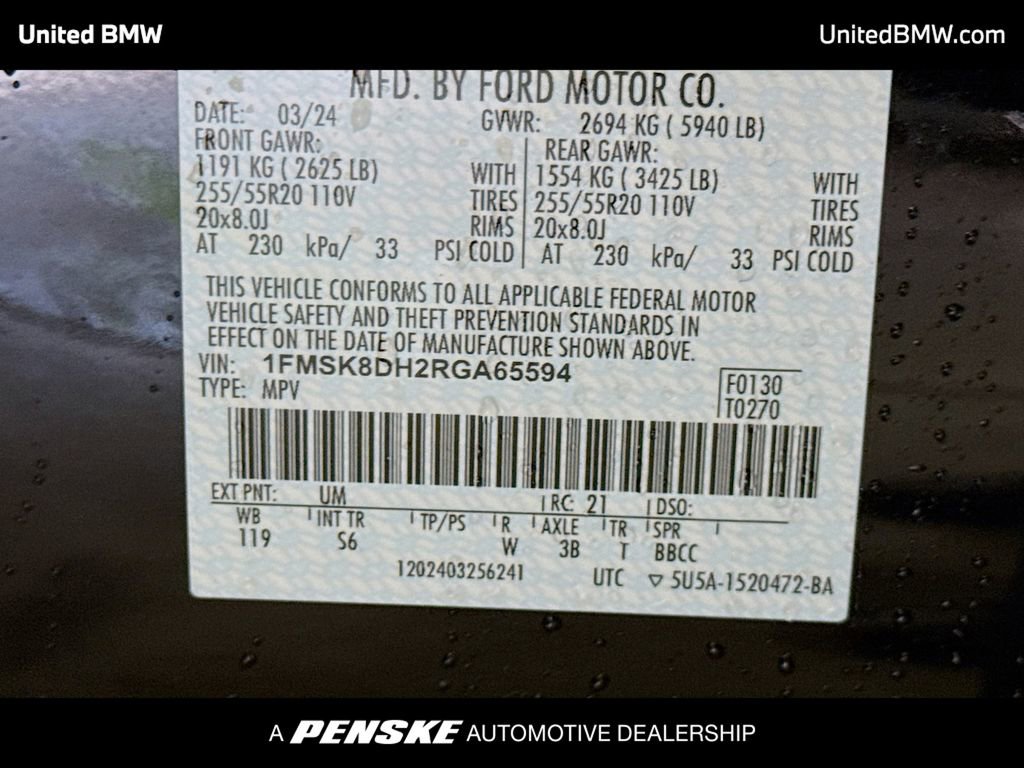 United BMW
UnitedBMW.com
MFD. BY FORD MOTOR CO.
DATE: 03/24 GVWR: 2694 KG ( 5940 LB)
FRONT GAWR: REAR GAWR:
1191 KG ( 2625 LB) WITH 1554 KG ( 3425 LB) WITH
255/55R20 110V TIRES 255/55R20 110V TIRES
20x8.0J RIMS 20x8.0J RIMS
AT 230 kPa/ 33 PSI COLD AT 230 kPa/ 33 PSI COLD
THIS VEHICLE CONFORMS TO ALL APPLICABLE FEDERAL MOTOR
VEHICLE SAFETY AND THEFT PREVENTION STANDARDS IN
EFFECT ON THE DATE OF MANUFACTURE SHOWN ABOVE.
VIN: 1FMSK8DH2RGA65594
TYPE: MPV
F0130
T0270
EXT PNT: UM RC: 21 DSO:
WB INT TR TP/PS R AXLE TR SPR
119 S6 W 3B T BBCC
1202403256241 UTC ▽ 5U5A-1520472-BA
A PENSKE AUTOMOTIVE DEALERSHIP